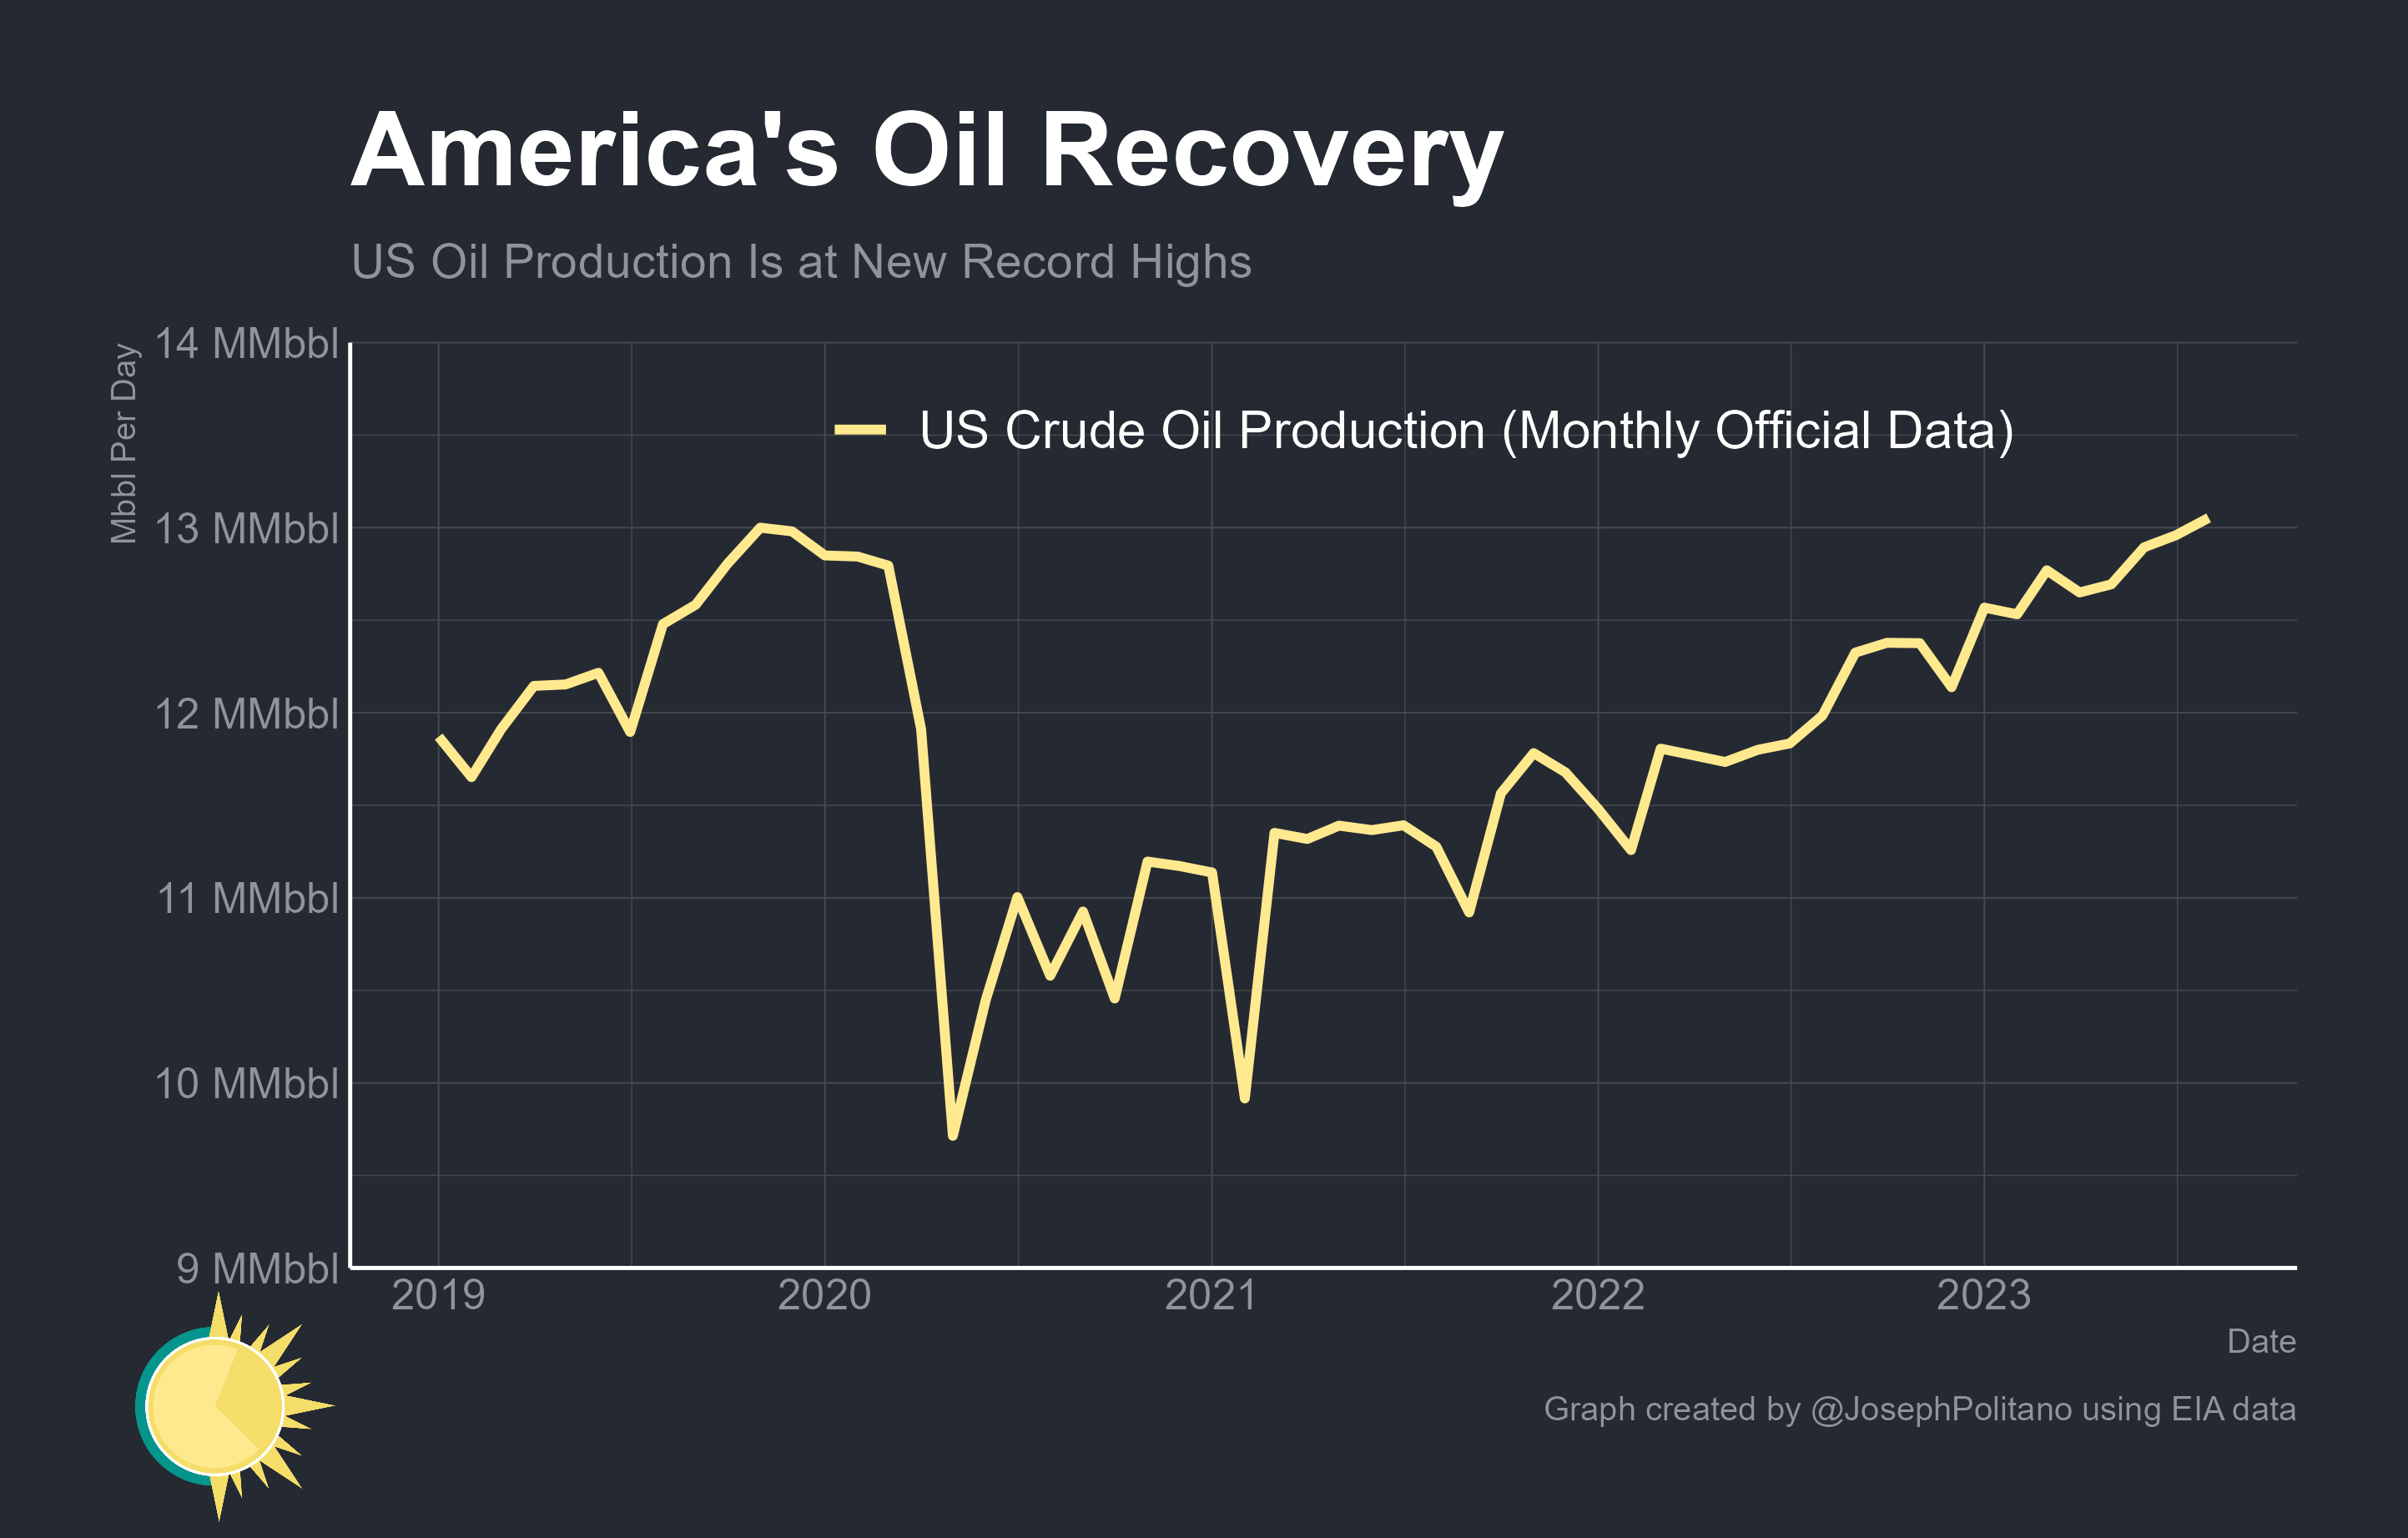 America's Oil Recovery
US Oil Production Is at New Record Highs
Mbbl Per Day
14 MMbbl
13 MMbbl
12 MMbbl
11 MMbbl
10 MMbbl
9 MMbbl
US Crude Oil Production (Monthly Official Data)
2019 2020 2021 2022 2023
Date
Graph created by @JosephPolitano using EIA data